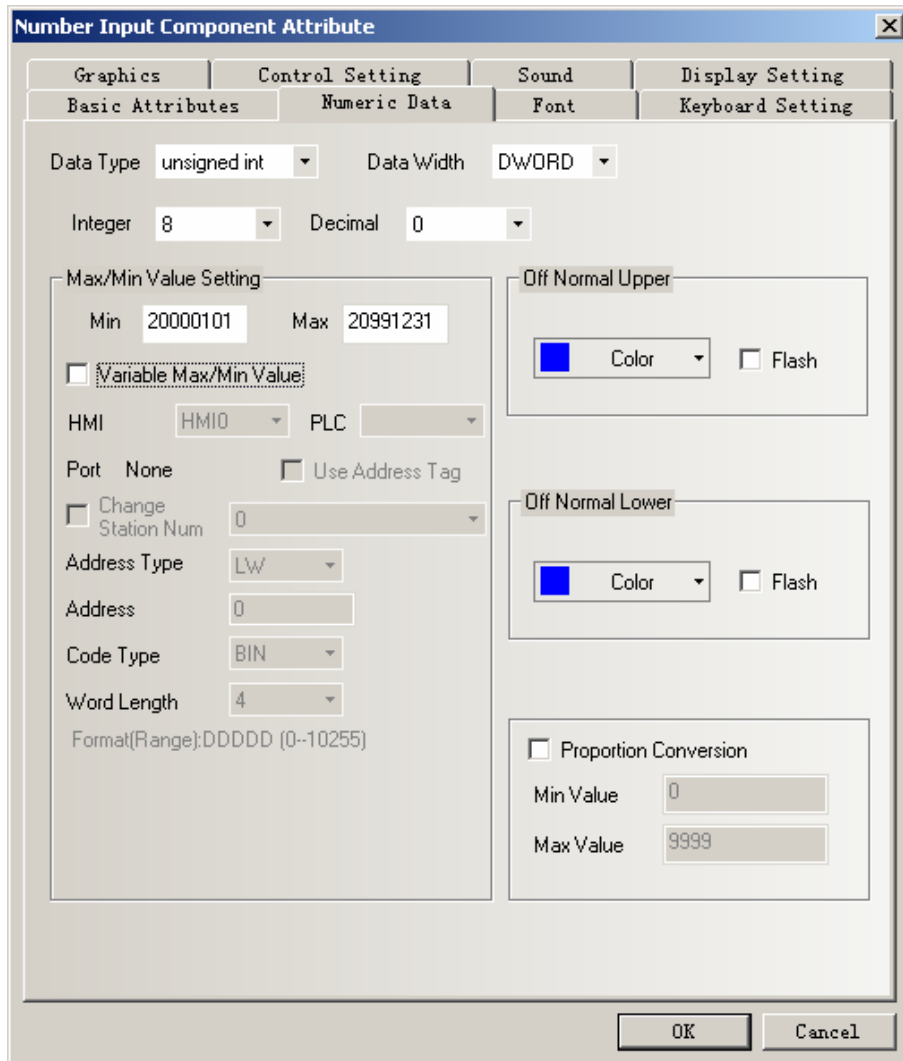 Number Input Component Attribute
Graphics Control Setting Sound Display Setting
Basic Attributes Numeric Data Font Keyboard Setting
Data Type unsigned int Data Width DWORD
Integer 8 Decimal 0
Max/Min Value Setting
Min 20000101 Max 20991231
Variable Max/Min Value
HMI HMI0 PLC
Port None Use Address Tag
Change
Station Num 0
Address Type LW
Address 0
Code Type BIN
Word Length 4
Format(Range):DDDDD (0--10255)
Off Normal Upper
Color Flash
Off Normal Lower
Color Flash
Proportion Conversion
Min Value 0
Max Value 9999
OK Cancel